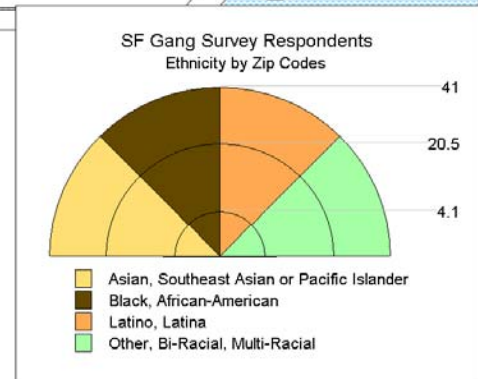 SF Gang Survey Respondents
Ethnicity by Zip Codes
41
20.5
4.1
Asian, Southeast Asian or Pacific Islander
Black, African-American
Latino, Latina
Other, Bi-Racial, Multi-Racial